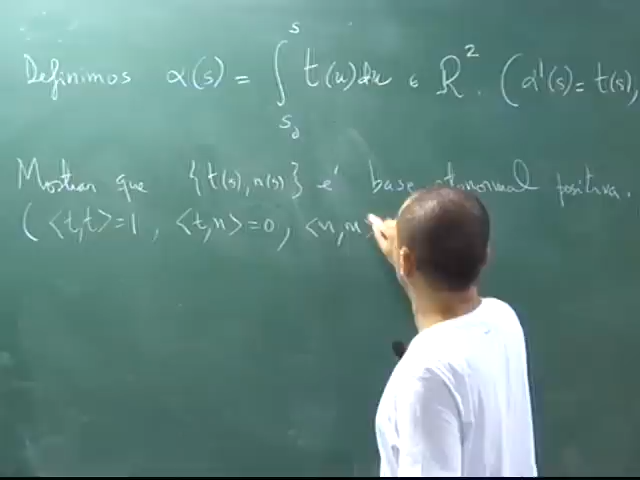 Definimos α(s) = ∫_{s₀}^{s} t(u)du ∈ ℝ². (α'(s) = t(s),
Mostrar que {t(s), n(s)} é base ortonormal positiva.
( <t,t> = 1, <t,n> = 0, <n,n>